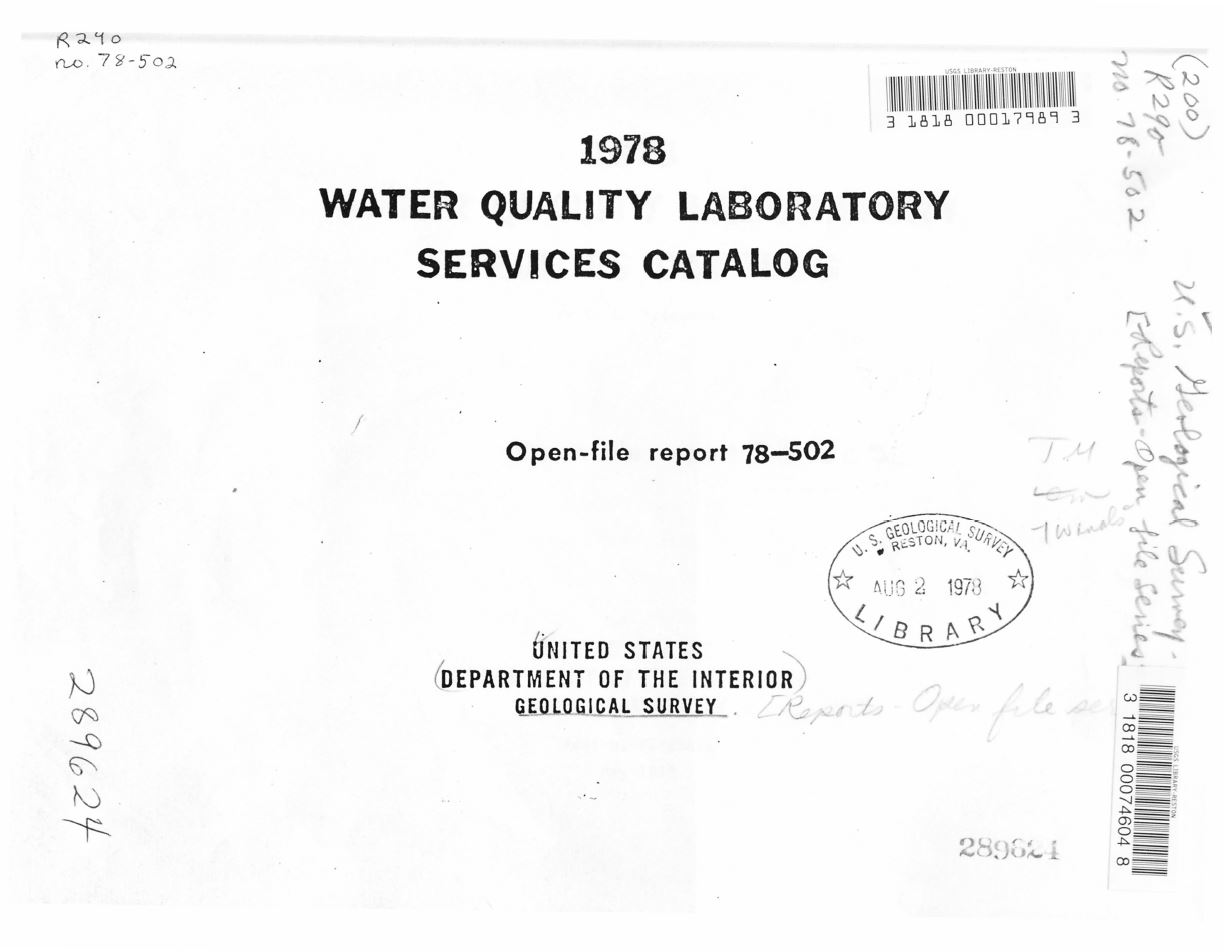 R290
no. 78-502
USGS LIBRARY-RESTON
3 1818 00017989 3
1978
WATER QUALITY LABORATORY
SERVICES CATALOG
Open-file report 78-502
U. S. GEOLOGICAL SURVEY
RESTON, VA.
AUG 2 1978
LIBRARY
UNITED STATES
(DEPARTMENT OF THE INTERIOR)
GEOLOGICAL SURVEY. [Reports - Open file ser
289624
289624
(200)
R290
no. 78-502
U.S. Geological Survey.
[Reports - Open file series
TM
USGS LIBRARY-RESTON
3 1818 00074604 8